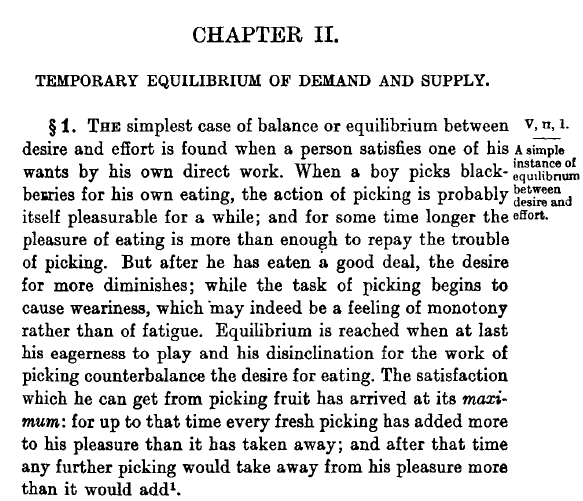 CHAPTER II.
TEMPORARY EQUILIBRIUM OF DEMAND AND SUPPLY.
§ 1. THE simplest case of balance or equilibrium between
desire and effort is found when a person satisfies one of his
wants by his own direct work. When a boy picks black-
berries for his own eating, the action of picking is probably
itself pleasurable for a while; and for some time longer the
pleasure of eating is more than enough to repay the trouble
of picking. But after he has eaten a good deal, the desire
for more diminishes; while the task of picking begins to
cause weariness, which may indeed be a feeling of monotony
rather than of fatigue. Equilibrium is reached when at last
his eagerness to play and his disinclination for the work of
picking counterbalance the desire for eating. The satisfaction
which he can get from picking fruit has arrived at its maxi-
mum: for up to that time every fresh picking has added more
to his pleasure than it has taken away; and after that time
any further picking would take away from his pleasure more
than it would add¹.
V, II, 1.
A simple
instance of
equilibrium
between
desire and
effort.